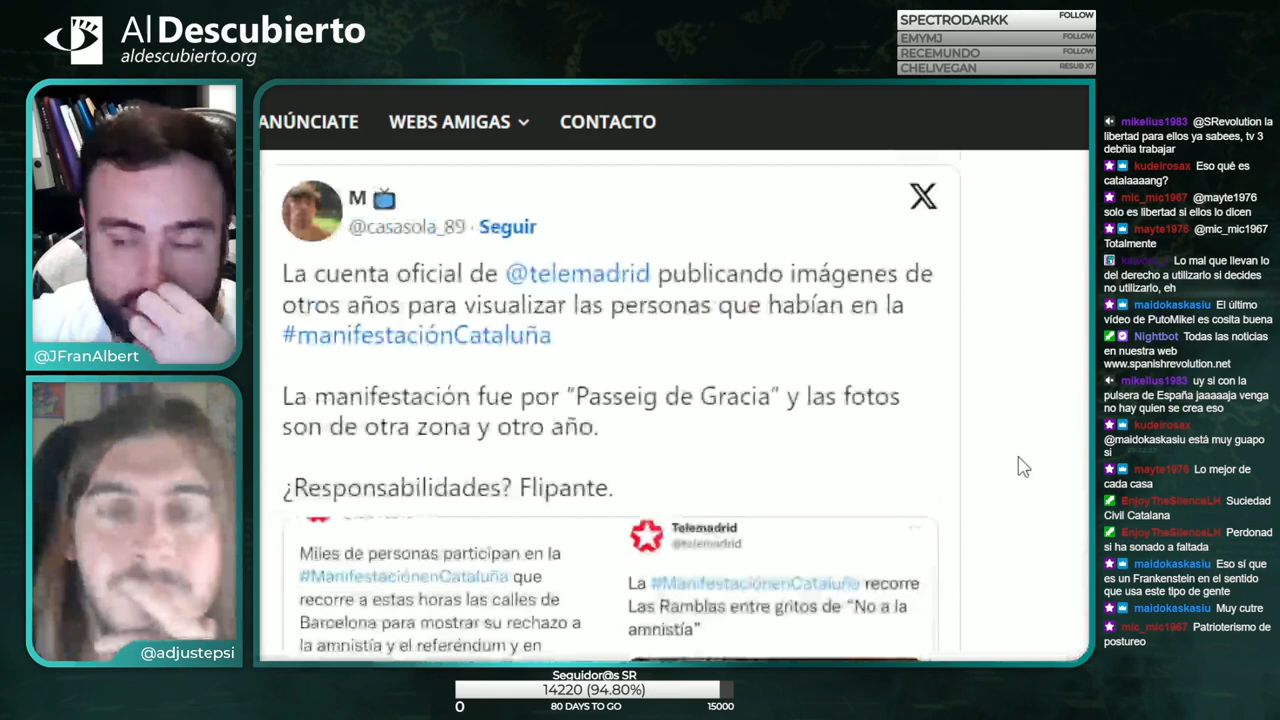 Al Descubierto
aldescubierto.org
SPECTRODARKK FOLLOW
EMYMJ FOLLOW
RECEMUNDO FOLLOW
CHELIVEGAN RESUB X7
ANÚNCIATE WEBS AMIGAS CONTACTO
M
@casasola_89 · Seguir
La cuenta oficial de @telemadrid publicando imágenes de
otros años para visualizar las personas que habían en la
#manifestaciónCataluña
La manifestación fue por "Passeig de Gracia" y las fotos
son de otra zona y otro año.
¿Responsabilidades? Flipante.
Miles de personas participan en la
#ManifestaciónenCataluña que
recorre a estas horas las calles de
Barcelona para mostrar su rechazo a
la amnistía y el referéndum y en
Telemadrid
@telemadrid
La #ManifestaciónenCataluña recorre
Las Ramblas entre gritos de "No a la
amnistía"
@JFranAlbert
@adjustepsi
mikelius1983 @SRevolution la
libertad para ellos ya sabees, tv 3
debñia trabajar
kudeirosax Eso qué es
catalaaaang?
mic_mic1967 @mayte1976
solo es libertad si ellos lo dicen
mayte1976 @mic_mic1967
Totalmente
Lo mal que llevan lo
del derecho a utilizarlo si decides
no utilizarlo, eh
maidokaskasiu El último
vídeo de PutoMikel es cosita buena
Nightbot Todas las noticias
en nuestra web
www.spanishrevolution.net
mikelius1983 uy si con la
pulsera de España jaaaaja venga
no hay quien se crea eso
kudeirosax
@maidokaskasiu está muy guapo
si
mayte1976 Lo mejor de
cada casa
EnjoyTheSilenceLH Suciedad
Civil Catalana
EnjoyTheSilenceLH Perdonad
si ha sonado a faltada
maidokaskasiu Eso sí que
es un Frankenstein en el sentido
que usa este tipo de gente
maidokaskasiu Muy cutre
mic_mic1967 Patrioterismo de
postureo
Seguidor@s SR
14220 (94.80%)
0 80 DAYS TO GO 15000